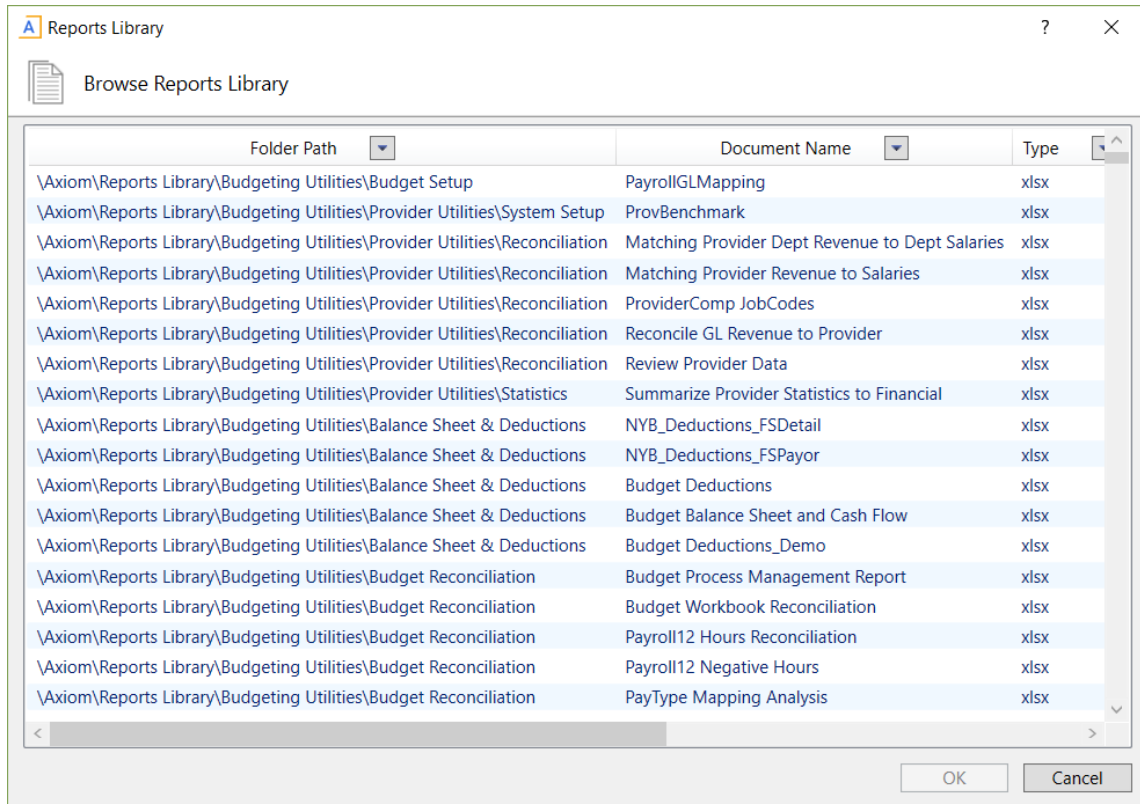 A Reports Library ?
Browse Reports Library
Folder Path Document Name Type
\Axiom\Reports Library\Budgeting Utilities\Budget Setup PayrollGLMapping xlsx
\Axiom\Reports Library\Budgeting Utilities\Provider Utilities\System Setup ProvBenchmark xlsx
\Axiom\Reports Library\Budgeting Utilities\Provider Utilities\Reconciliation Matching Provider Dept Revenue to Dept Salaries xlsx
\Axiom\Reports Library\Budgeting Utilities\Provider Utilities\Reconciliation Matching Provider Revenue to Salaries xlsx
\Axiom\Reports Library\Budgeting Utilities\Provider Utilities\Reconciliation ProviderComp JobCodes xlsx
\Axiom\Reports Library\Budgeting Utilities\Provider Utilities\Reconciliation Reconcile GL Revenue to Provider xlsx
\Axiom\Reports Library\Budgeting Utilities\Provider Utilities\Reconciliation Review Provider Data xlsx
\Axiom\Reports Library\Budgeting Utilities\Provider Utilities\Statistics Summarize Provider Statistics to Financial xlsx
\Axiom\Reports Library\Budgeting Utilities\Balance Sheet & Deductions NYB_Deductions_FSDetail xlsx
\Axiom\Reports Library\Budgeting Utilities\Balance Sheet & Deductions NYB_Deductions_FSPayor xlsx
\Axiom\Reports Library\Budgeting Utilities\Balance Sheet & Deductions Budget Deductions xlsx
\Axiom\Reports Library\Budgeting Utilities\Balance Sheet & Deductions Budget Balance Sheet and Cash Flow xlsx
\Axiom\Reports Library\Budgeting Utilities\Balance Sheet & Deductions Budget Deductions_Demo xlsx
\Axiom\Reports Library\Budgeting Utilities\Budget Reconciliation Budget Process Management Report xlsx
\Axiom\Reports Library\Budgeting Utilities\Budget Reconciliation Budget Workbook Reconciliation xlsx
\Axiom\Reports Library\Budgeting Utilities\Budget Reconciliation Payroll12 Hours Reconciliation xlsx
\Axiom\Reports Library\Budgeting Utilities\Budget Reconciliation Payroll12 Negative Hours xlsx
\Axiom\Reports Library\Budgeting Utilities\Budget Reconciliation PayType Mapping Analysis xlsx
OK Cancel